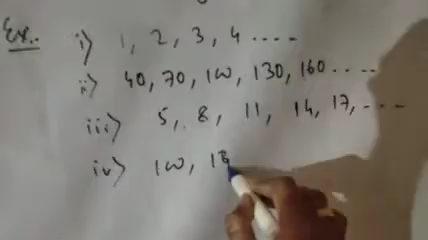 Ex:-
i) 1, 2, 3, 4 ....
ii) 40, 70, 100, 130, 160 ....
iii) 5, 8, 11, 14, 17, ....
iv) 100, 18